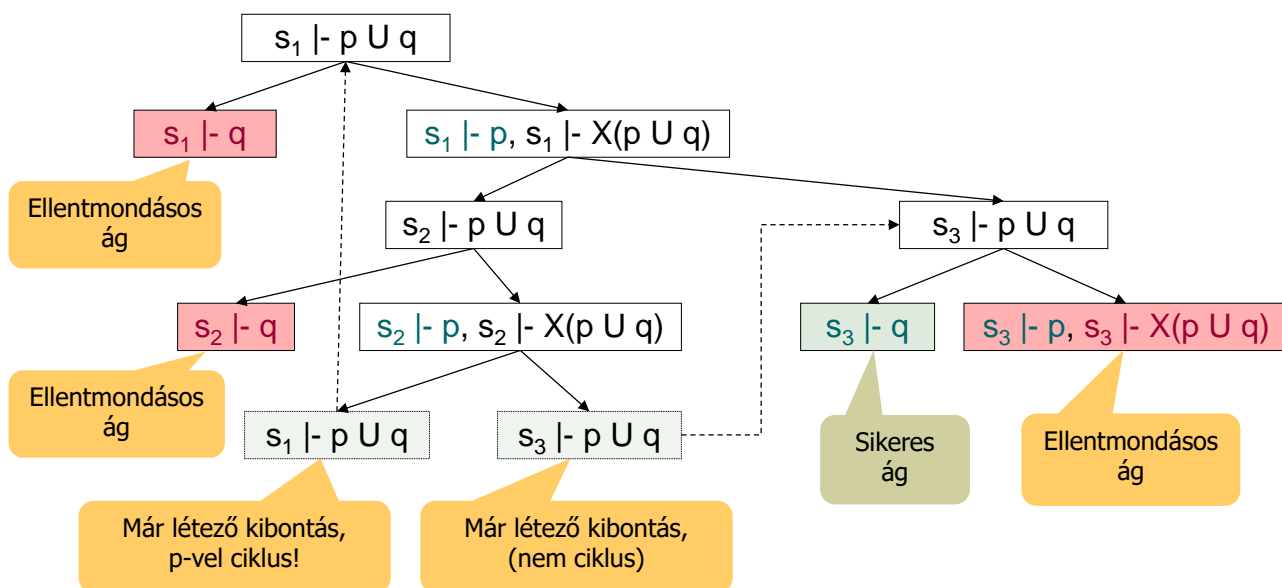 s₁ |- p U q
s₁ |- q
s₁ |- p, s₁ |- X(p U q)
Ellentmondásos
ág
s₂ |- p U q
s₃ |- p U q
s₂ |- q
s₂ |- p, s₂ |- X(p U q)
s₃ |- q
s₃ |- p, s₃ |- X(p U q)
Ellentmondásos
ág
s₁ |- p U q
s₃ |- p U q
Sikeres
ág
Ellentmondásos
ág
Már létező kibontás,
p-vel ciklus!
Már létező kibontás,
(nem ciklus)